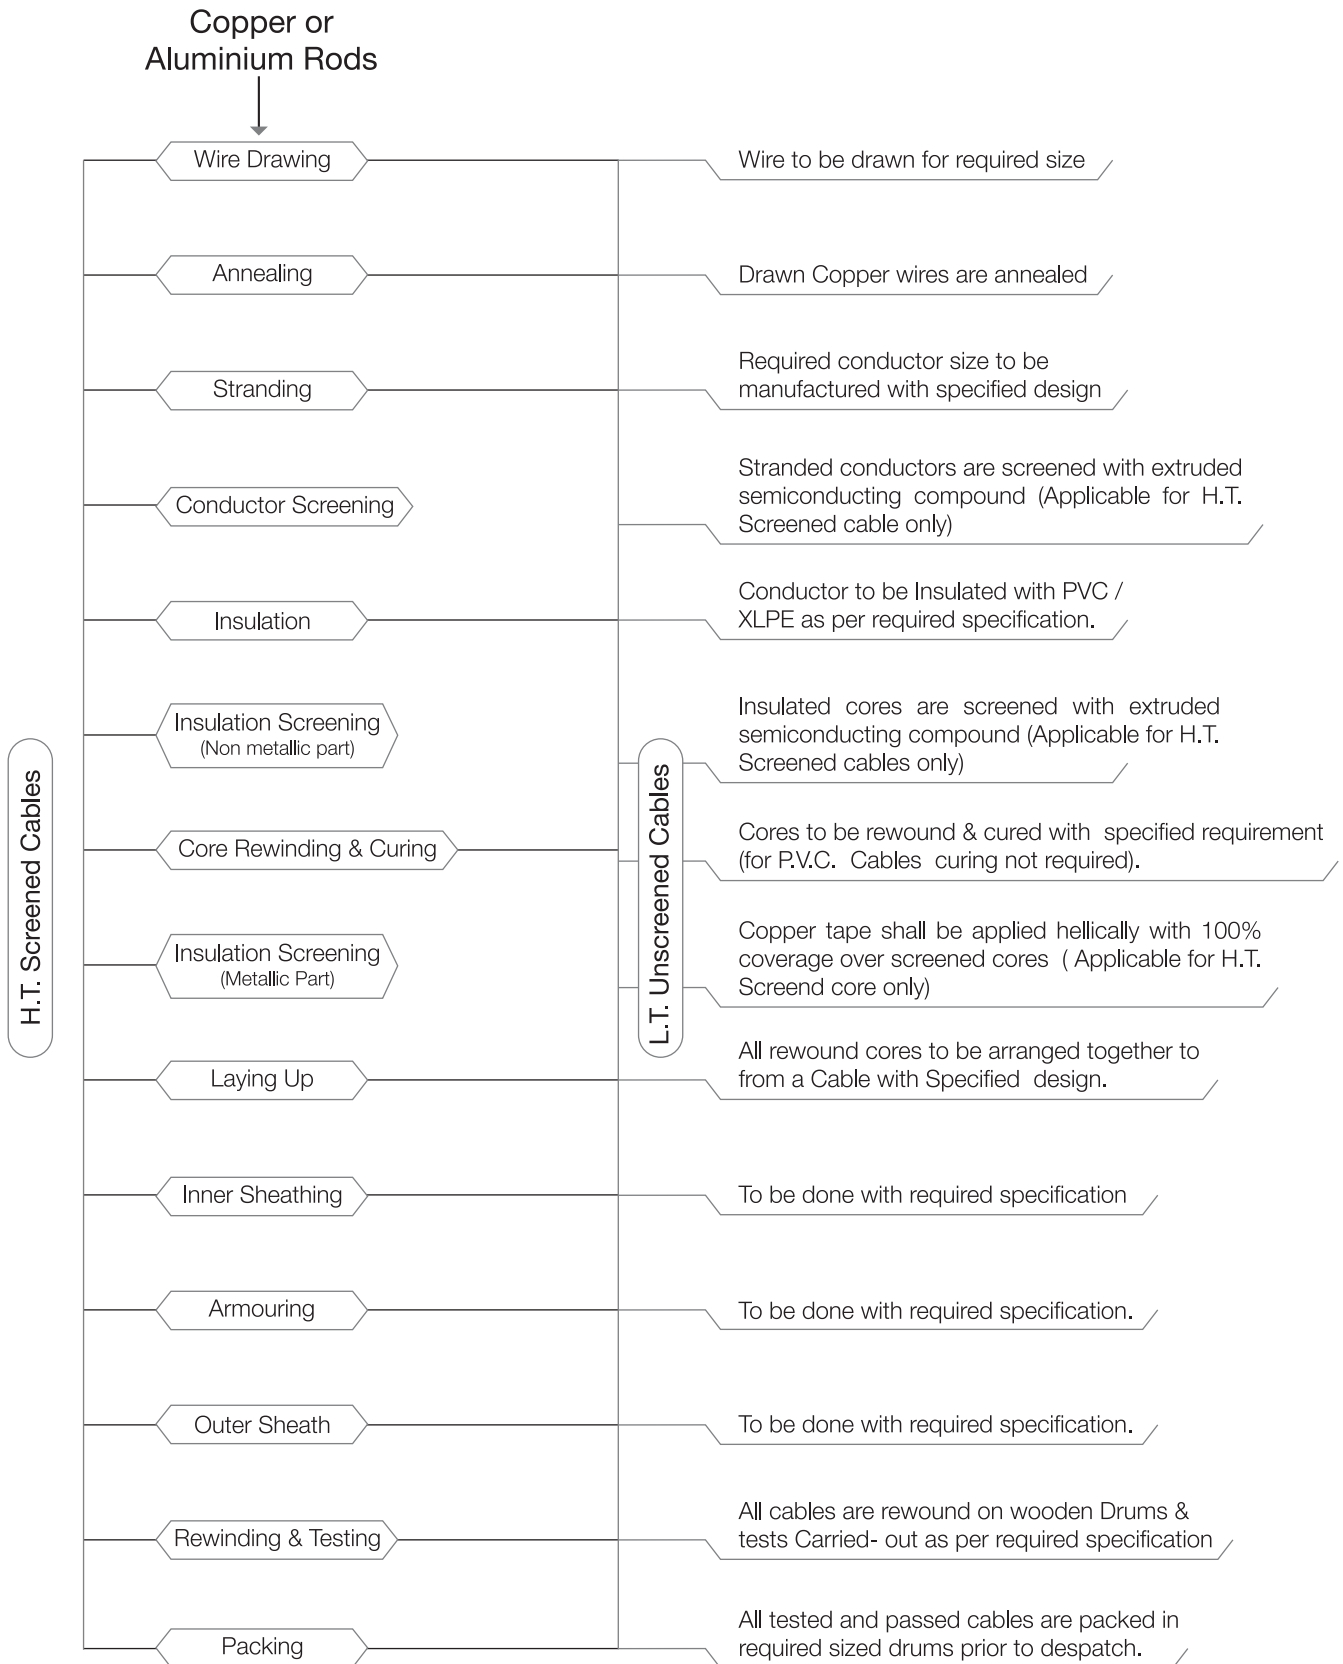 Copper or
Aluminium Rods
Wire Drawing
Wire to be drawn for required size
Annealing
Drawn Copper wires are annealed
Stranding
Required conductor size to be
manufactured with specified design
Conductor Screening
Stranded conductors are screened with extruded
semiconducting compound (Applicable for H.T.
Screened cable only)
Insulation
Conductor to be Insulated with PVC /
XLPE as per required specification.
Insulation Screening
(Non metallic part)
Insulated cores are screened with extruded
semiconducting compound (Applicable for H.T.
Screened cables only)
H.T. Screened Cables
L.T. Unscreened Cables
Core Rewinding & Curing
Cores to be rewound & cured with specified requirement
(for P.V.C. Cables curing not required).
Insulation Screening
(Metallic Part)
Copper tape shall be applied hellically with 100%
coverage over screened cores ( Applicable for H.T.
Screend core only)
Laying Up
All rewound cores to be arranged together to
from a Cable with Specified design.
Inner Sheathing
To be done with required specification
Armouring
To be done with required specification.
Outer Sheath
To be done with required specification.
Rewinding & Testing
All cables are rewound on wooden Drums &
tests Carried- out as per required specification
Packing
All tested and passed cables are packed in
required sized drums prior to despatch.